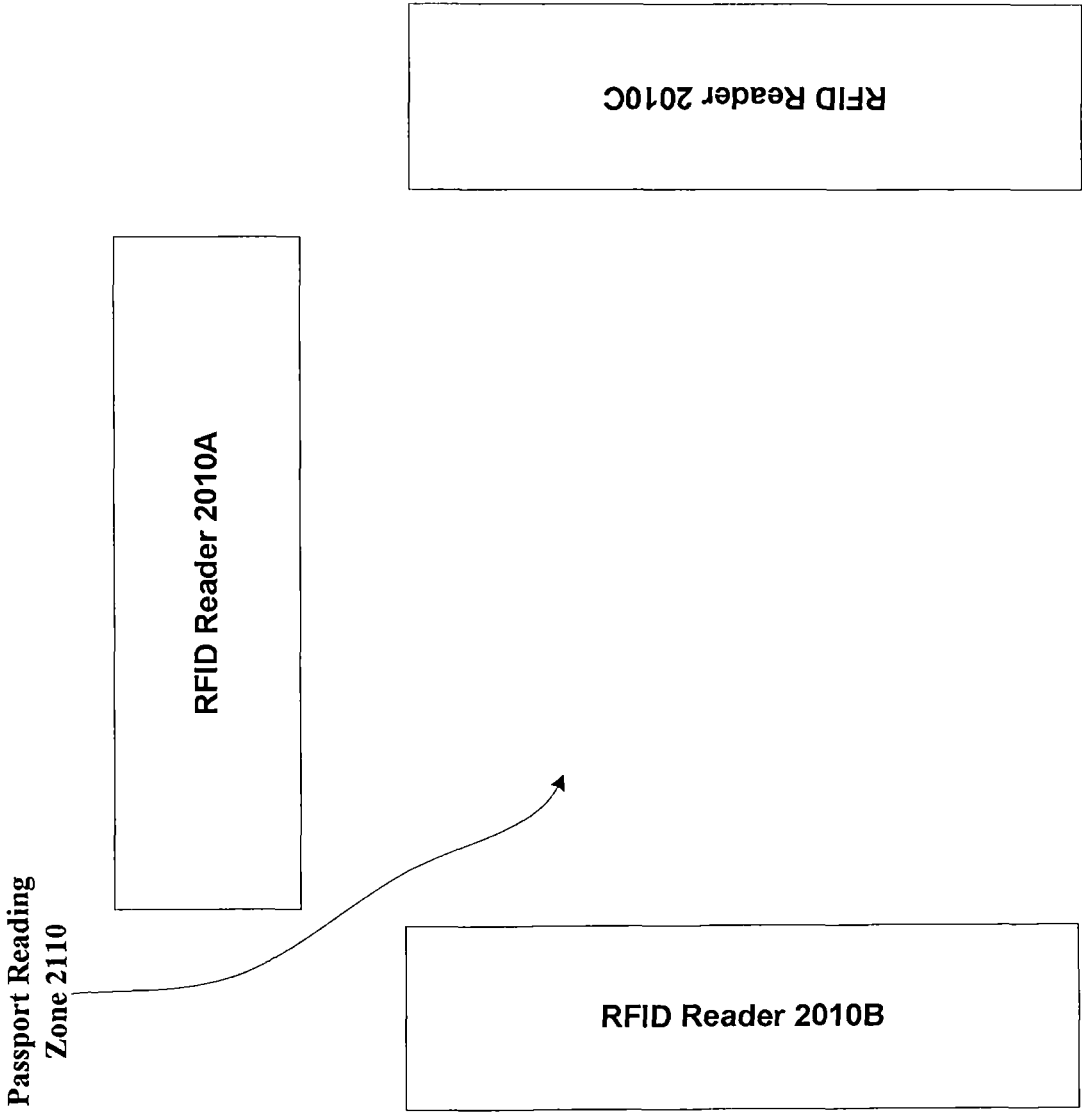 Passport Reading
Zone 2110
RFID Reader 2010A
RFID Reader 2010B
RFID Reader 2010C